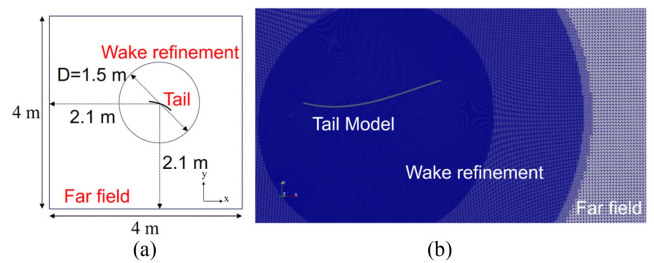 (a)
Wake refinement
D=1.5 m
Tail
4 m
2.1 m
2.1 m
y
x
Far field
4 m
(a)
(b)
Tail Model
Wake refinement
z
x
Far field
(b)